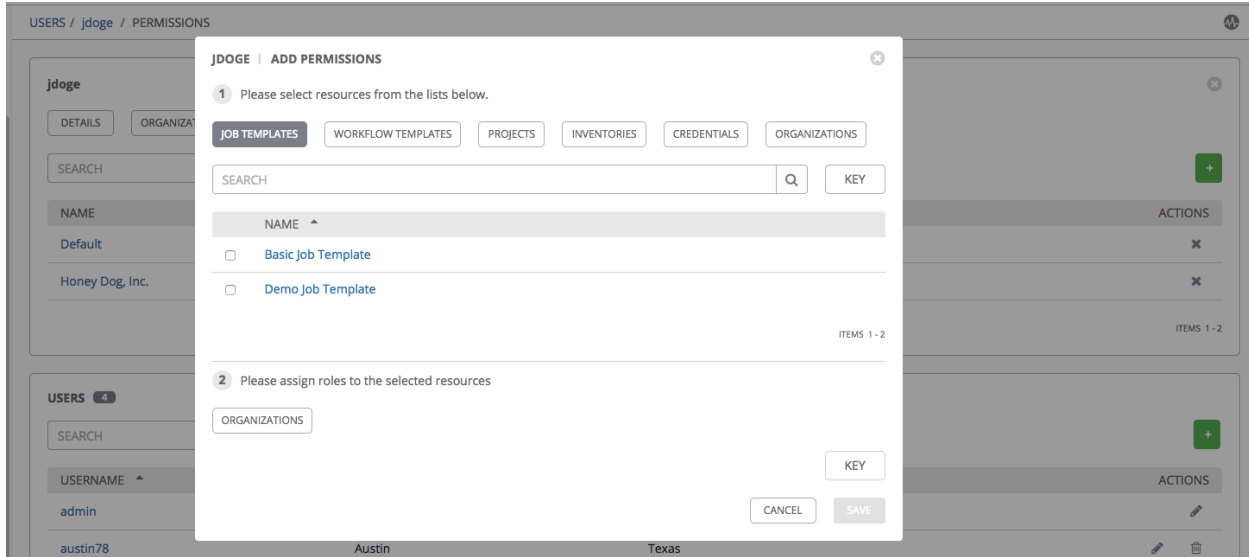 USERS / jdoge / PERMISSIONS
jdoge
DETAILS ORGANIZAT
SEARCH
+
NAME ACTIONS
Default
Honey Dog, Inc.
ITEMS 1 - 2
JDOGE | ADD PERMISSIONS
1 Please select resources from the lists below.
JOB TEMPLATES WORKFLOW TEMPLATES PROJECTS INVENTORIES CREDENTIALS ORGANIZATIONS
SEARCH KEY
NAME
Basic Job Template
Demo Job Template
ITEMS 1 - 2
2 Please assign roles to the selected resources
ORGANIZATIONS
KEY
CANCEL SAVE
USERS 4
SEARCH
+
USERNAME ACTIONS
admin
austin78 Austin Texas